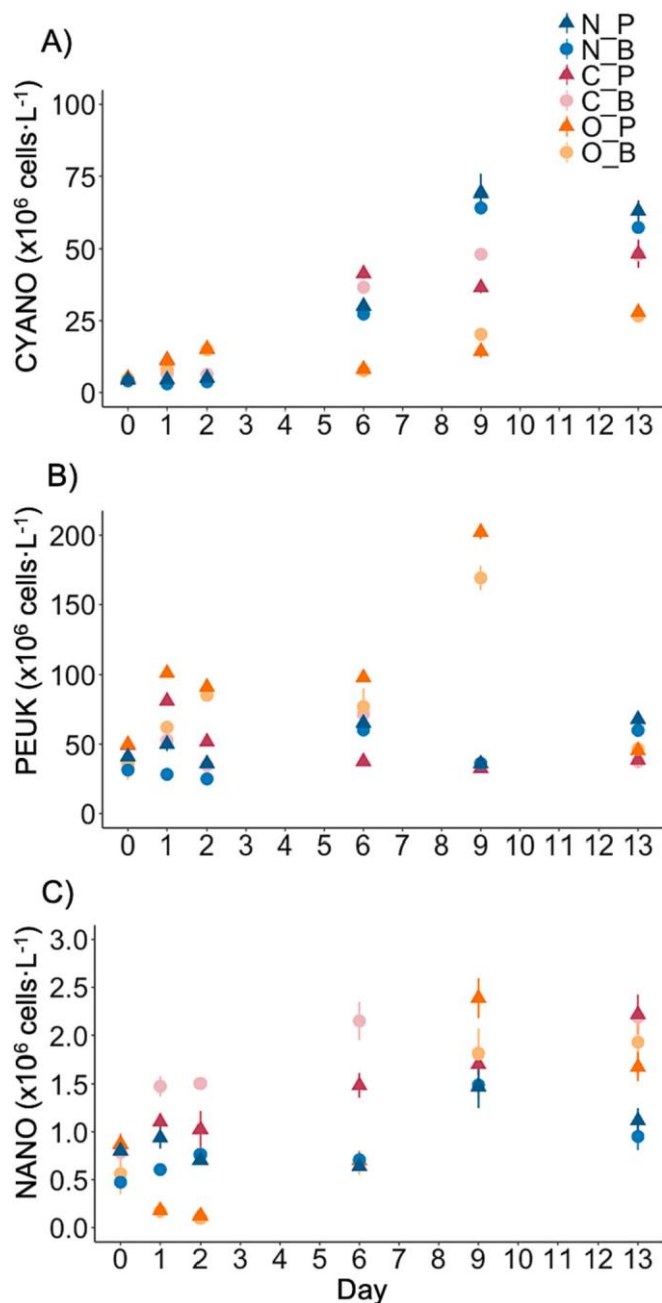 A)
N_P
N_B
C_P
C_B
O_P
O_B
CYANO (x10⁶ cells·L⁻¹)
100
75
50
25
0
0 1 2 3 4 5 6 7 8 9 10 11 12 13
B)
PEUK (x10⁶ cells·L⁻¹)
200
150
100
50
0
0 1 2 3 4 5 6 7 8 9 10 11 12 13
C)
NANO (x10⁶ cells·L⁻¹)
3.0
2.5
2.0
1.5
1.0
0.5
0.0
0 1 2 3 4 5 6 7 8 9 10 11 12 13
Day